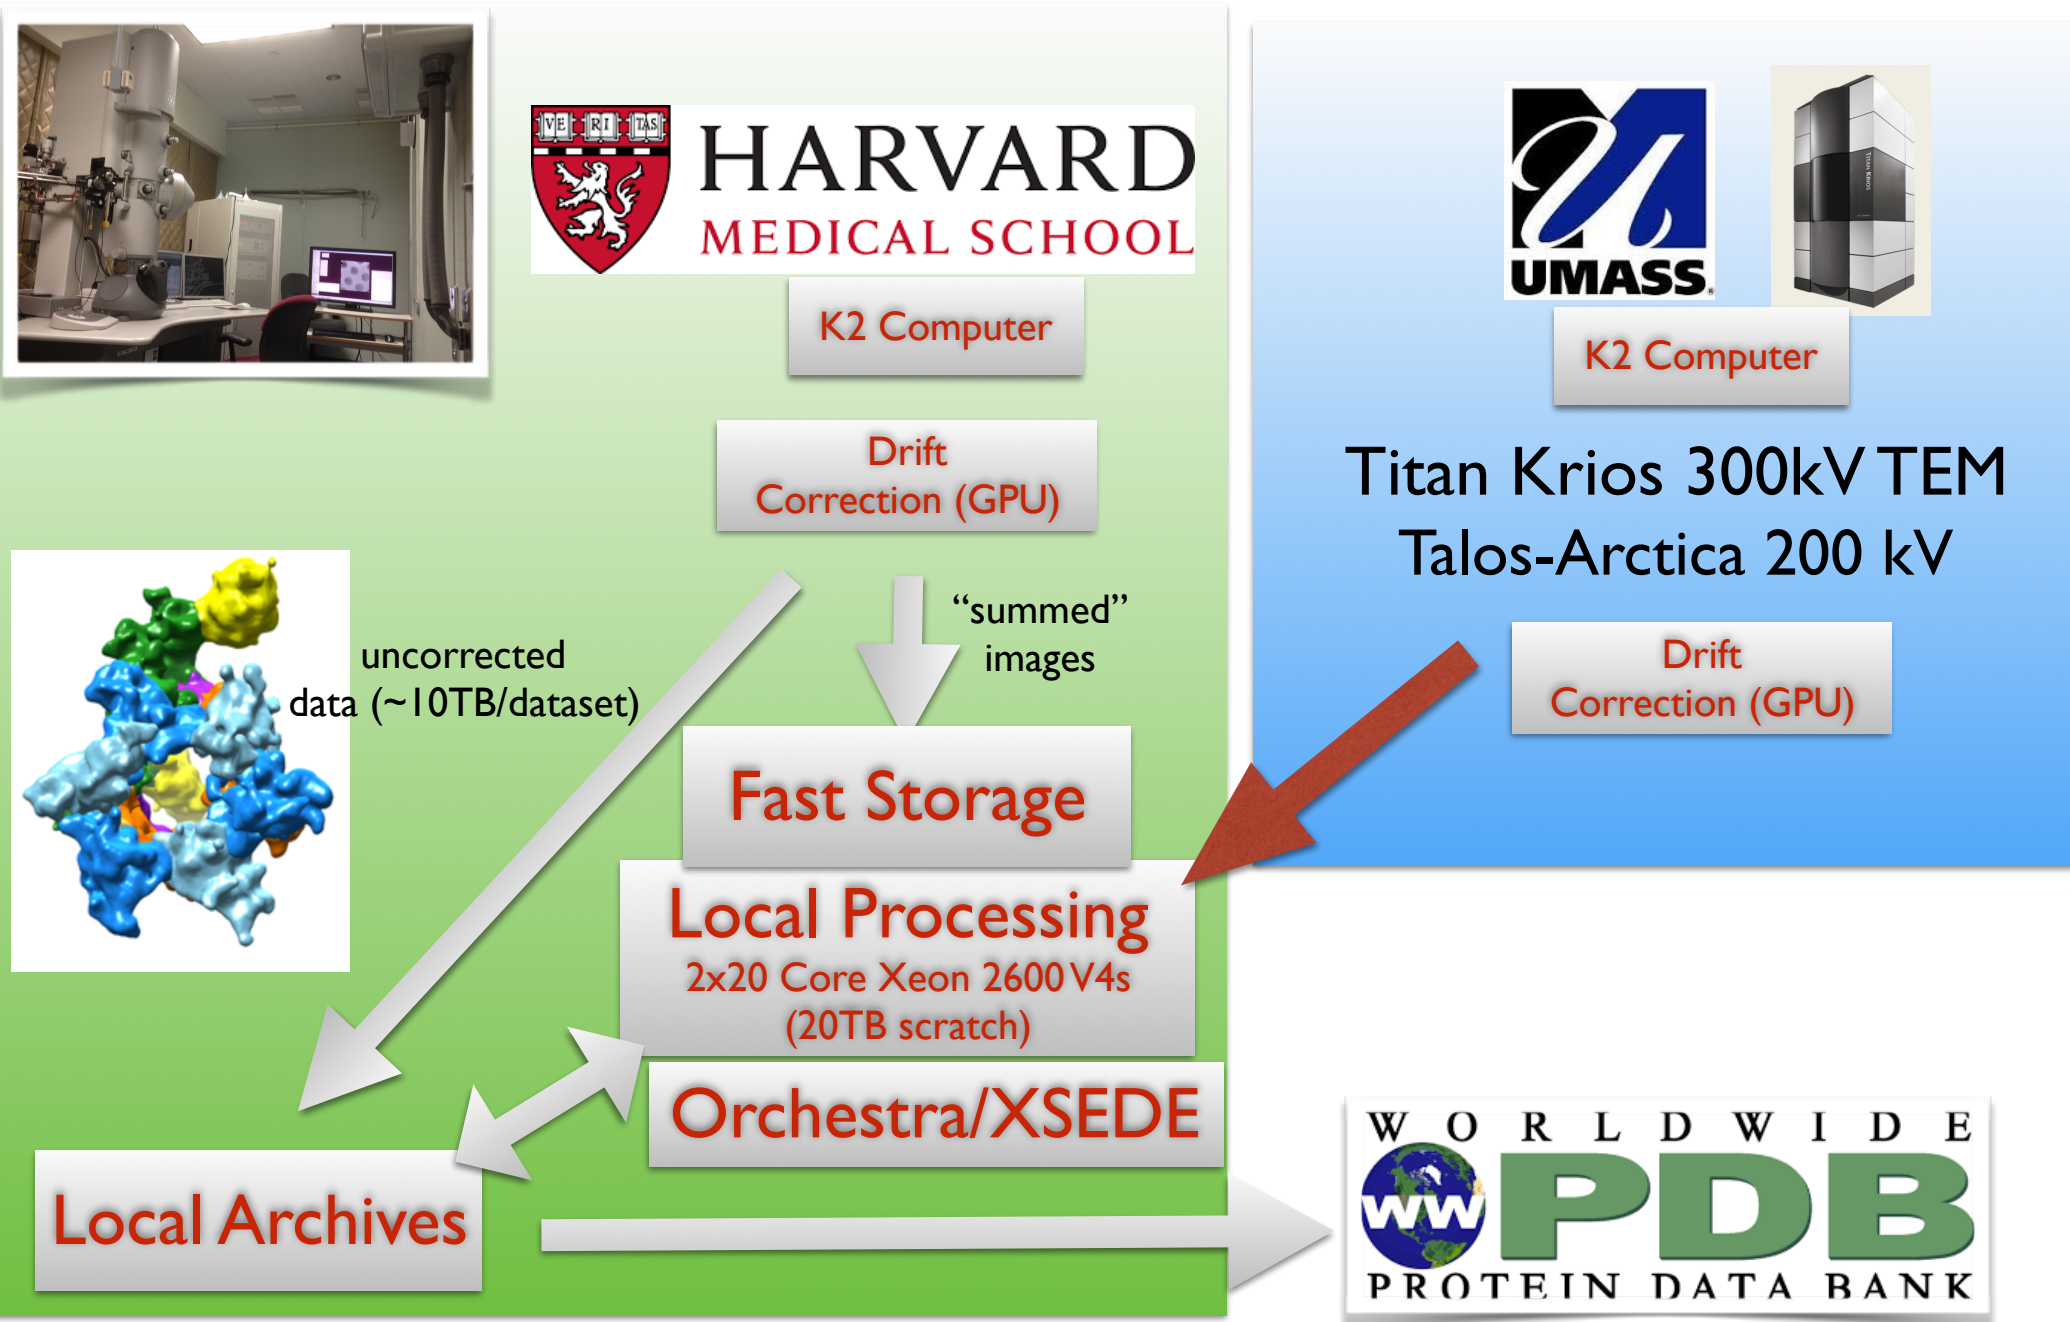 VE RI TAS
HARVARD
MEDICAL SCHOOL
K2 Computer
Drift
Correction (GPU)
"summed"
images
uncorrected
data (~10TB/dataset)
Fast Storage
Local Processing
2x20 Core Xeon 2600 V4s
(20TB scratch)
Orchestra/XSEDE
Local Archives
UMASS
TITAN KRIOS
K2 Computer
Titan Krios 300kV TEM
Talos-Arctica 200 kV
Drift
Correction (GPU)
WORLDWIDE
WW PDB
PROTEIN DATA BANK